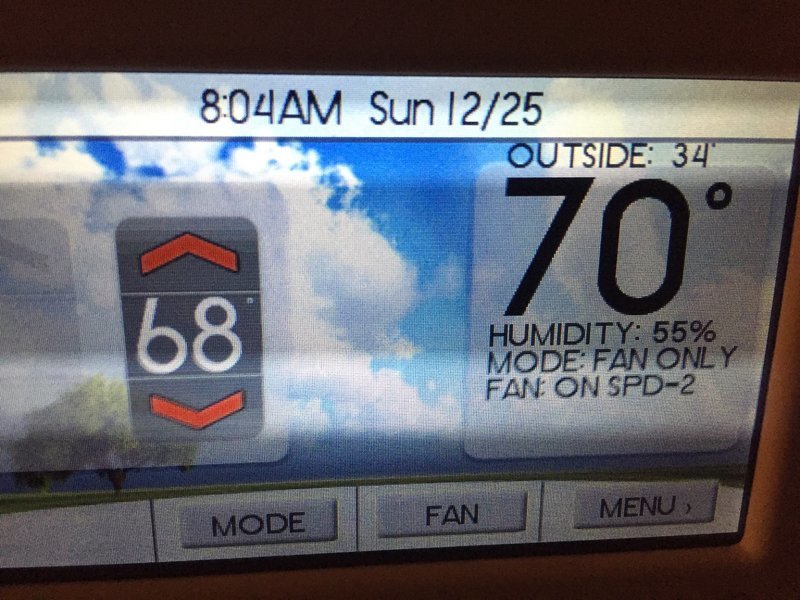 8:04AM Sun 12/25
OUTSIDE: 34°
70°
68°
HUMIDITY: 55%
MODE: FAN ONLY
FAN: ON SPD-2
MODE
FAN
MENU ›